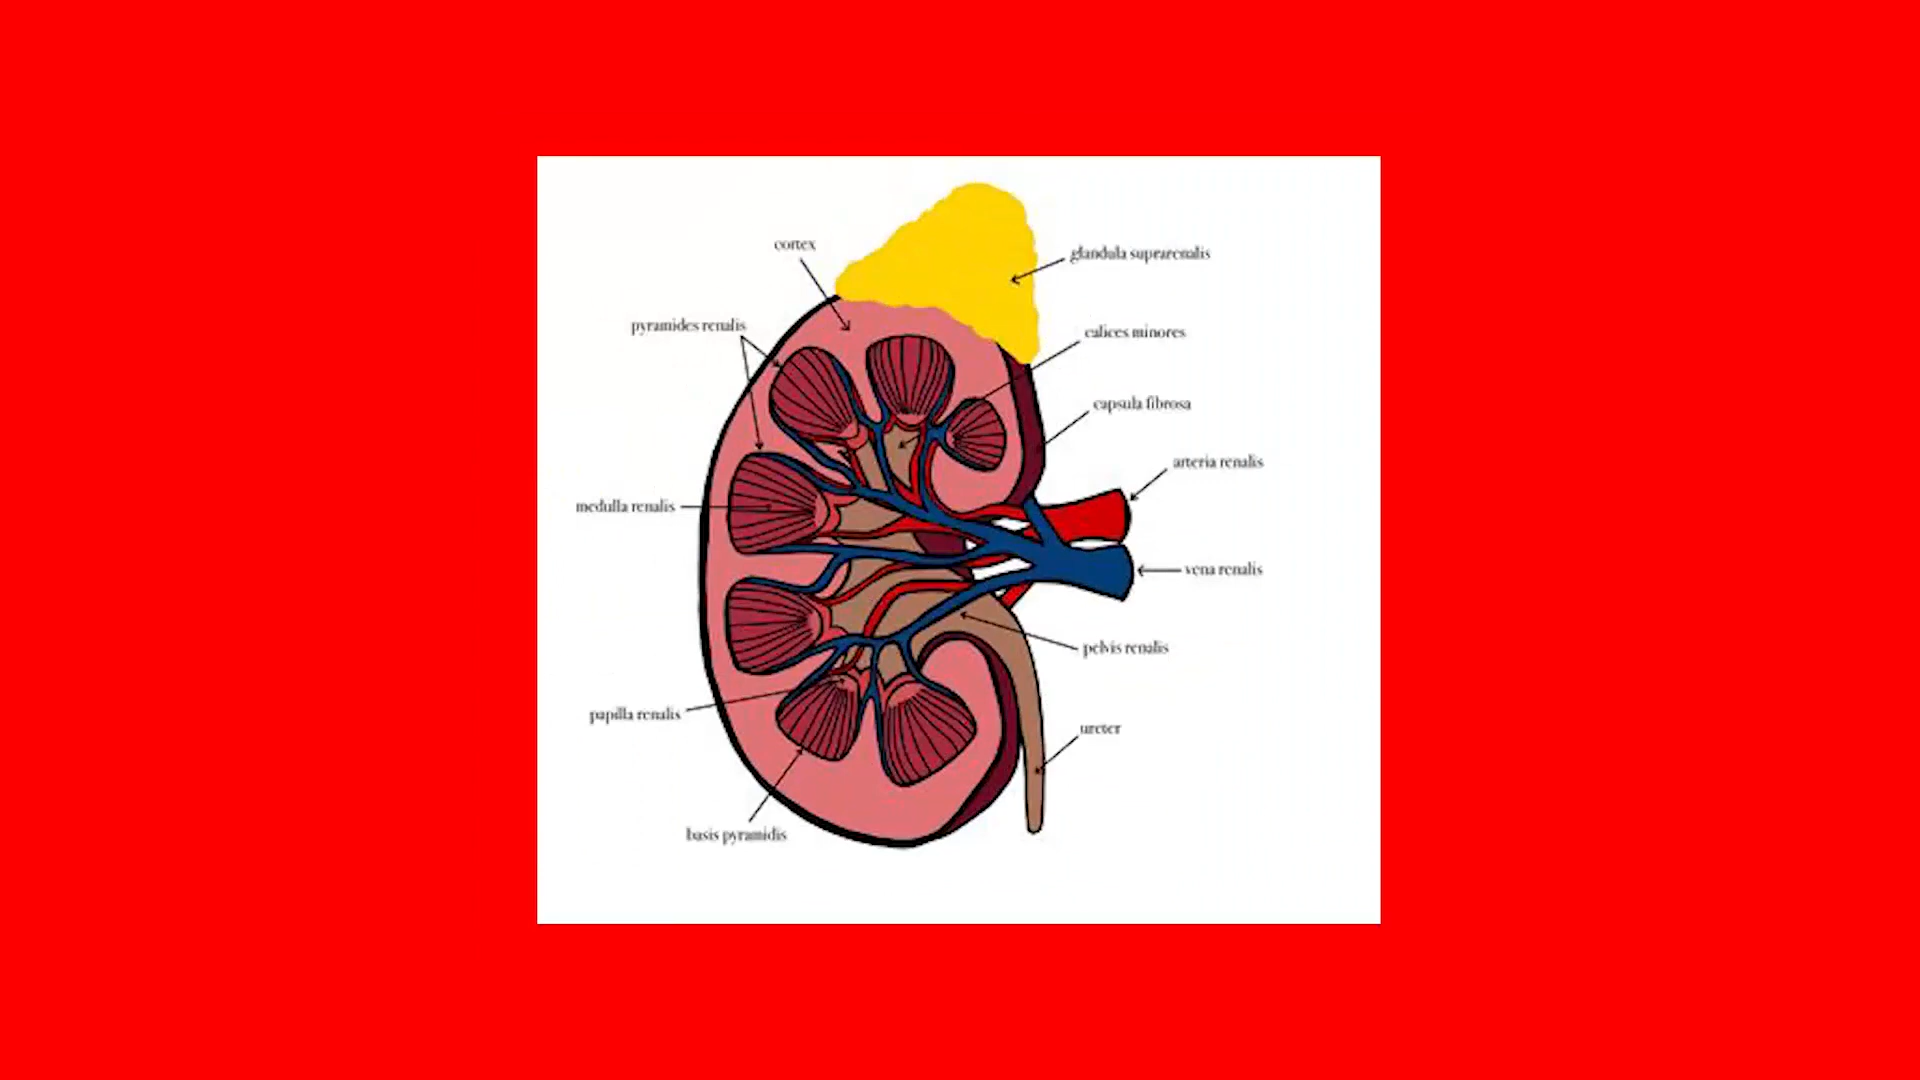 cortex
glandula suprarenalis
pyramides renalis
calices minores
capsula fibrosa
arteria renalis
medulla renalis
vena renalis
pelvis renalis
papilla renalis
ureter
basis pyramidis